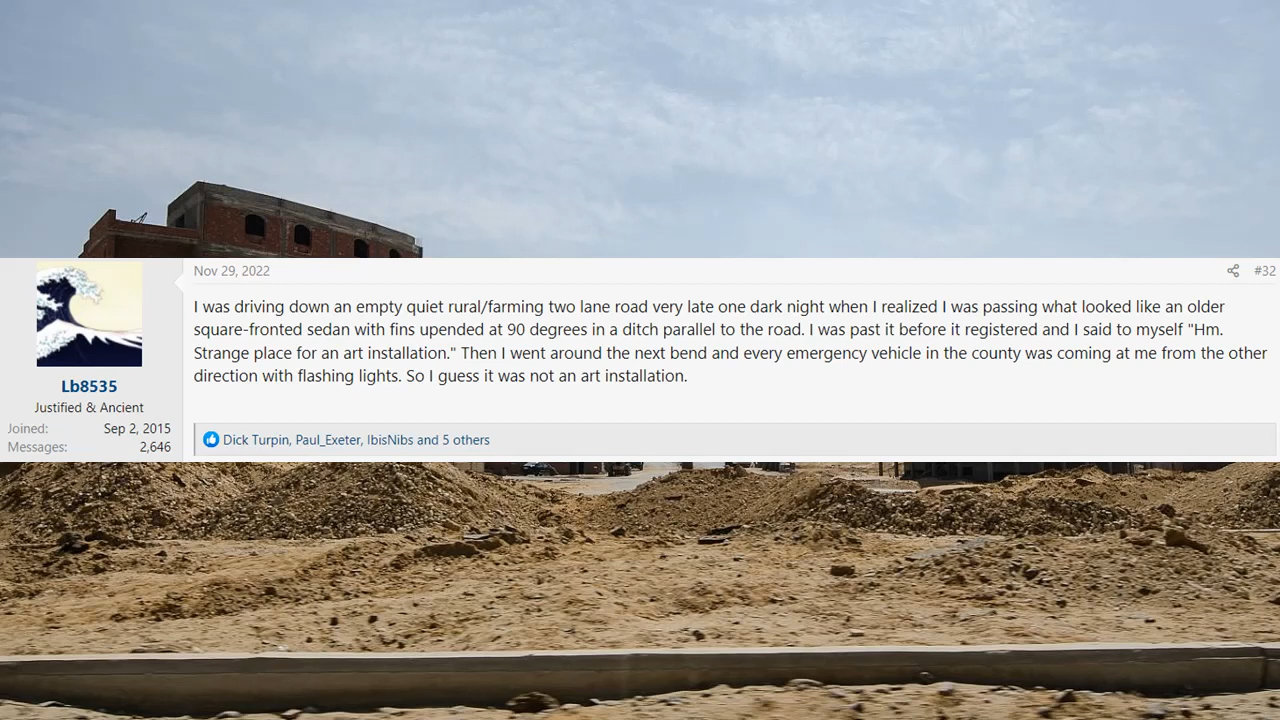 Nov 29, 2022
#32
I was driving down an empty quiet rural/farming two lane road very late one dark night when I realized I was passing what looked like an older
square-fronted sedan with fins upended at 90 degrees in a ditch parallel to the road. I was past it before it registered and I said to myself "Hm.
Strange place for an art installation." Then I went around the next bend and every emergency vehicle in the county was coming at me from the other
direction with flashing lights. So I guess it was not an art installation.
Lb8535
Justified & Ancient
Joined: Sep 2, 2015
Messages: 2,646
Dick Turpin, Paul_Exeter, IbisNibs and 5 others